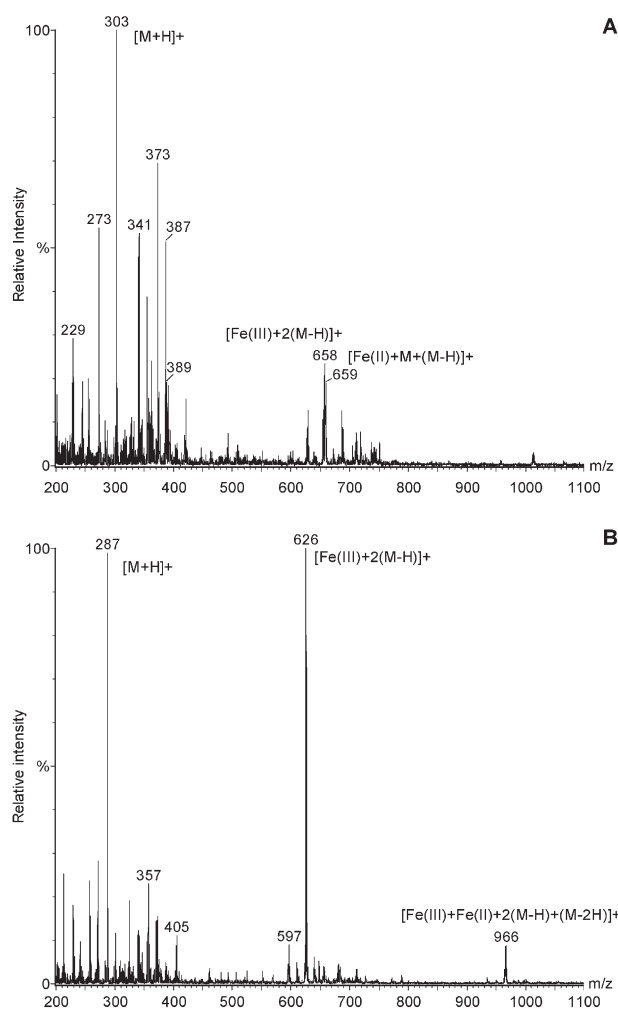 A
303
100
[M+H]+
373
273
341
387
%
Relative Intensity
229
[Fe(III)+2(M-H)]+
389
658
[Fe(II)+M+(M-H)]+
659
0
m/z
200 300 400 500 600 700 800 900 1000 1100
B
287
626
100
[M+H]+
[Fe(III)+2(M-H)]+
%
Relative intensity
357
405
[Fe(III)+Fe(II)+2(M-H)+(M-2H)]+
597
966
0
m/z
200 300 400 500 600 700 800 900 1000 1100